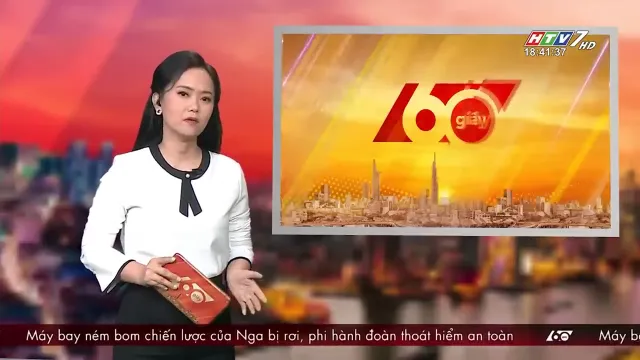 HTV7 HD
18:41:37
60 giây
Máy bay ném bom chiến lược của Nga bị rơi, phi hành đoàn thoát hiểm an toàn
60
Máy b